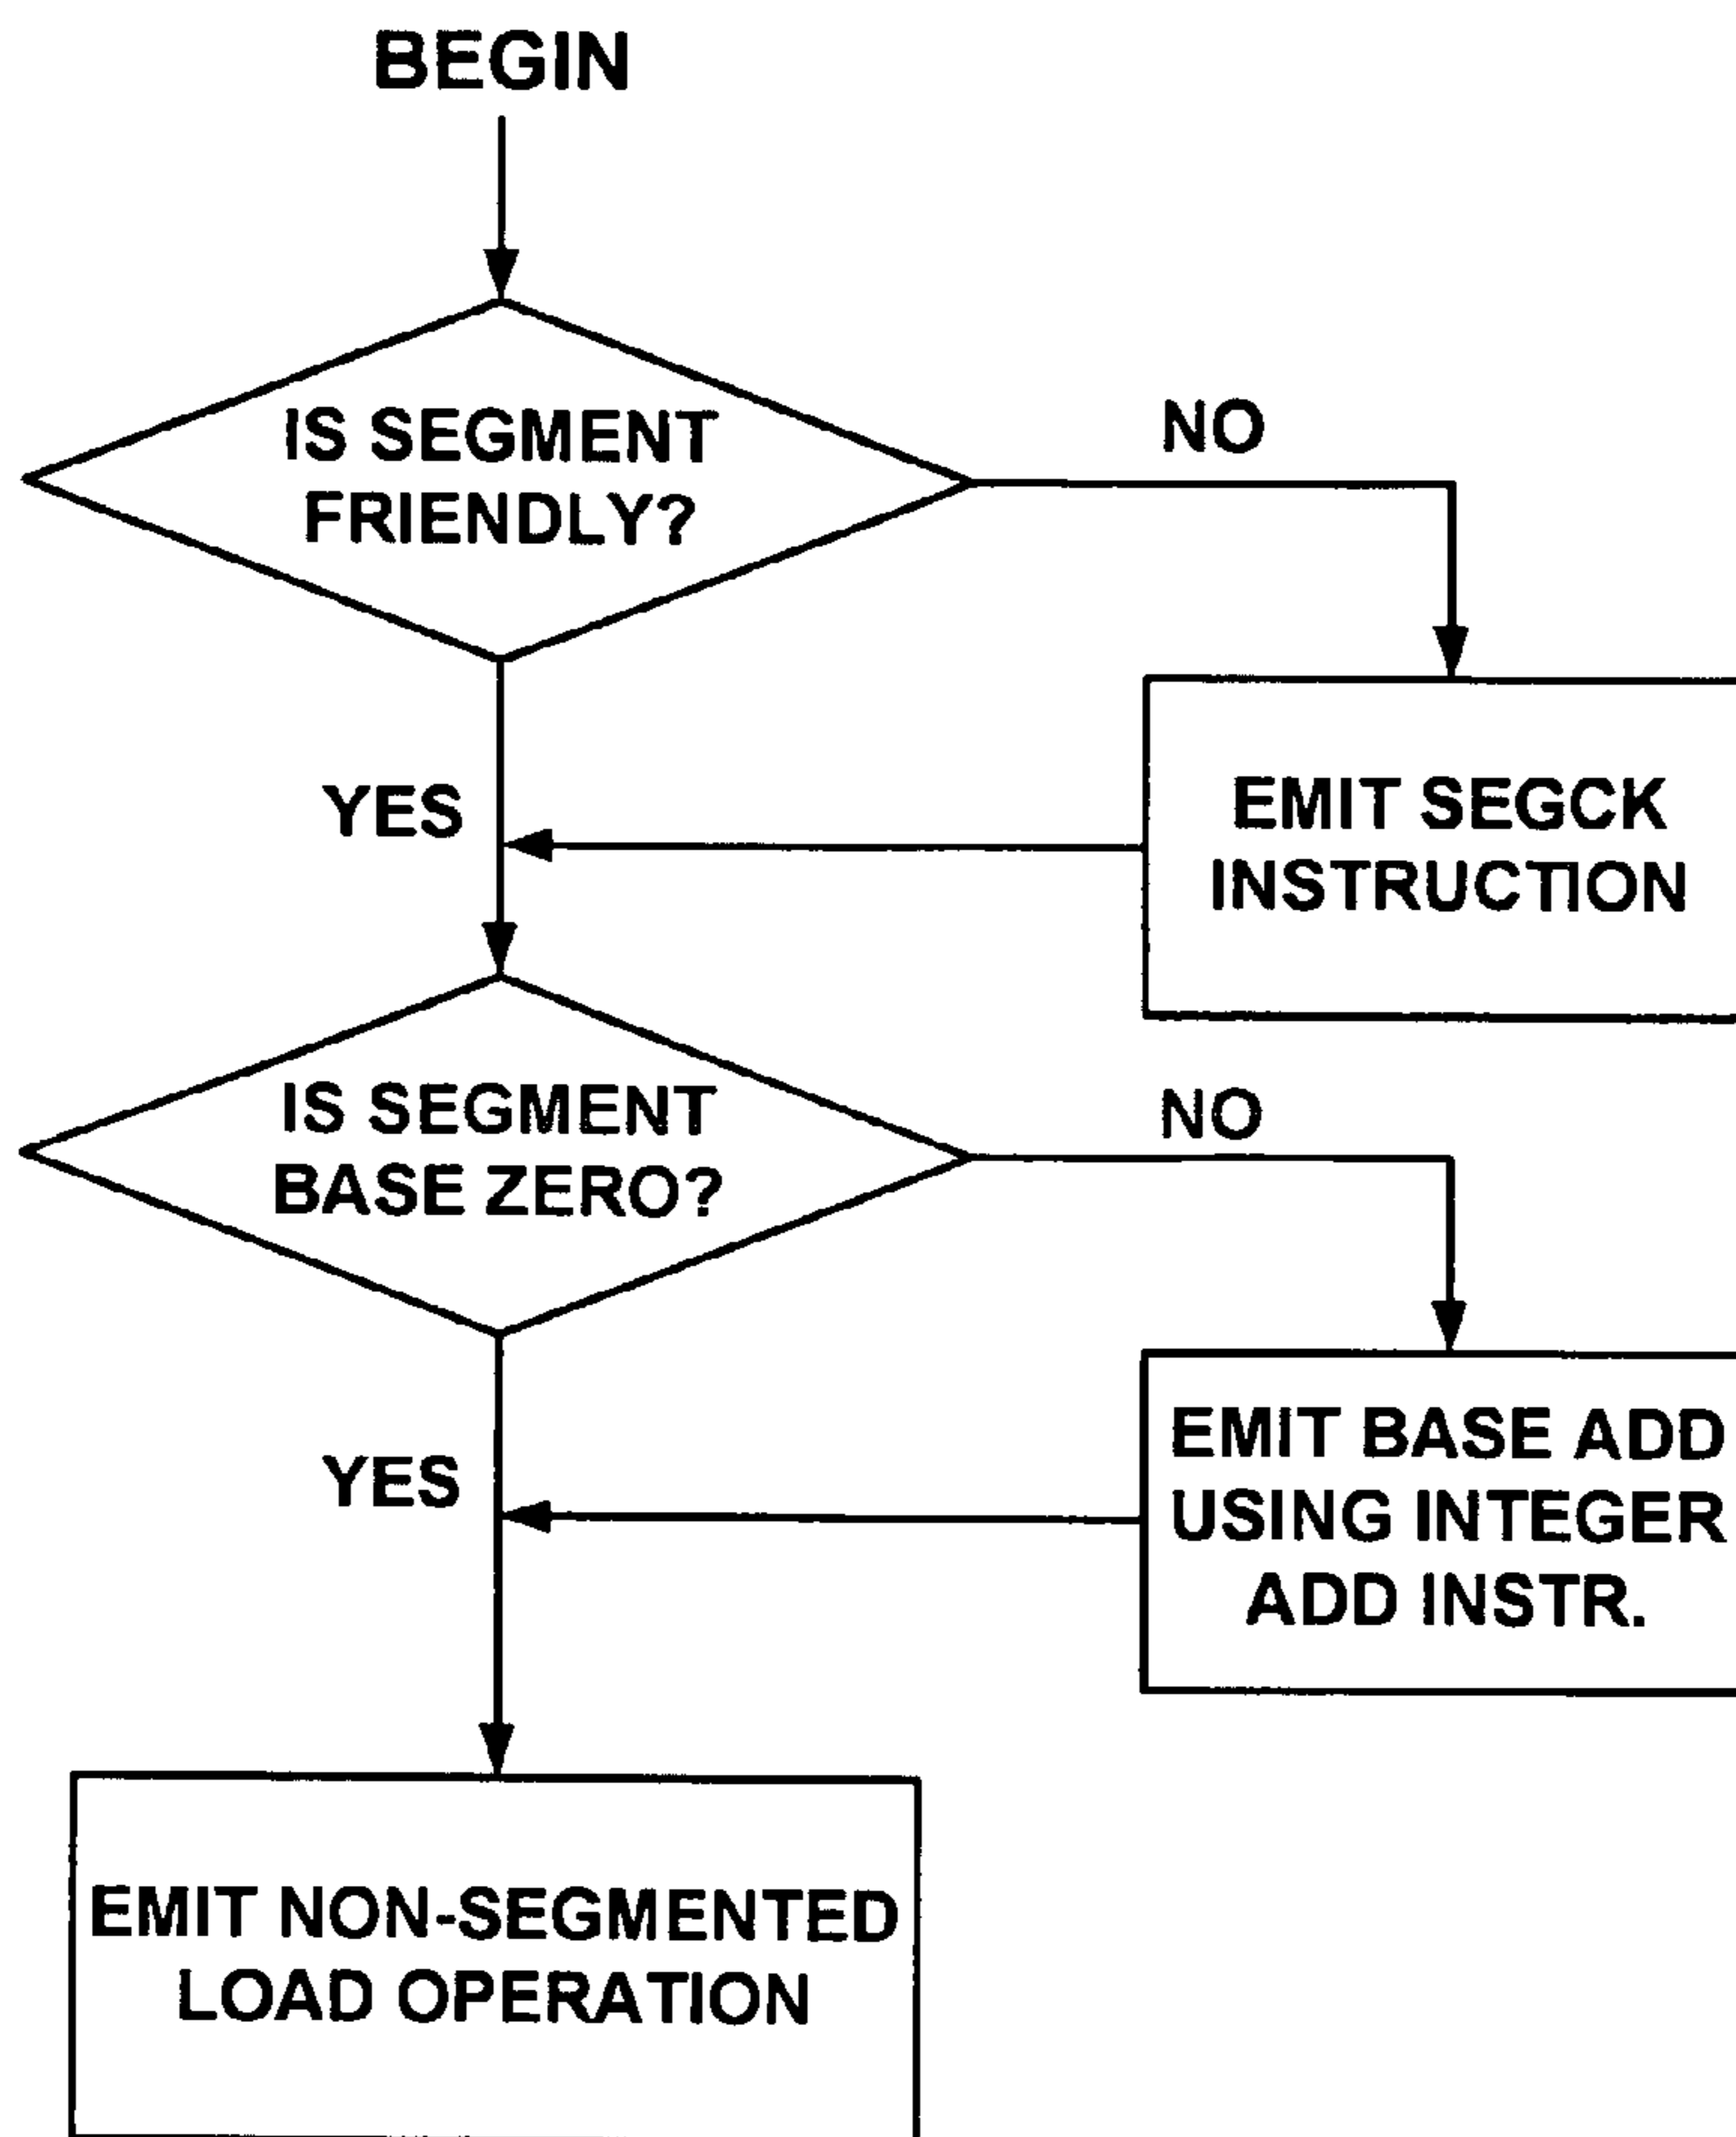 BEGIN
IS SEGMENT
FRIENDLY?
NO
YES
EMIT SEGCK
INSTRUCTION
IS SEGMENT
BASE ZERO?
NO
YES
EMIT BASE ADD
USING INTEGER
ADD INSTR.
EMIT NON-SEGMENTED
LOAD OPERATION